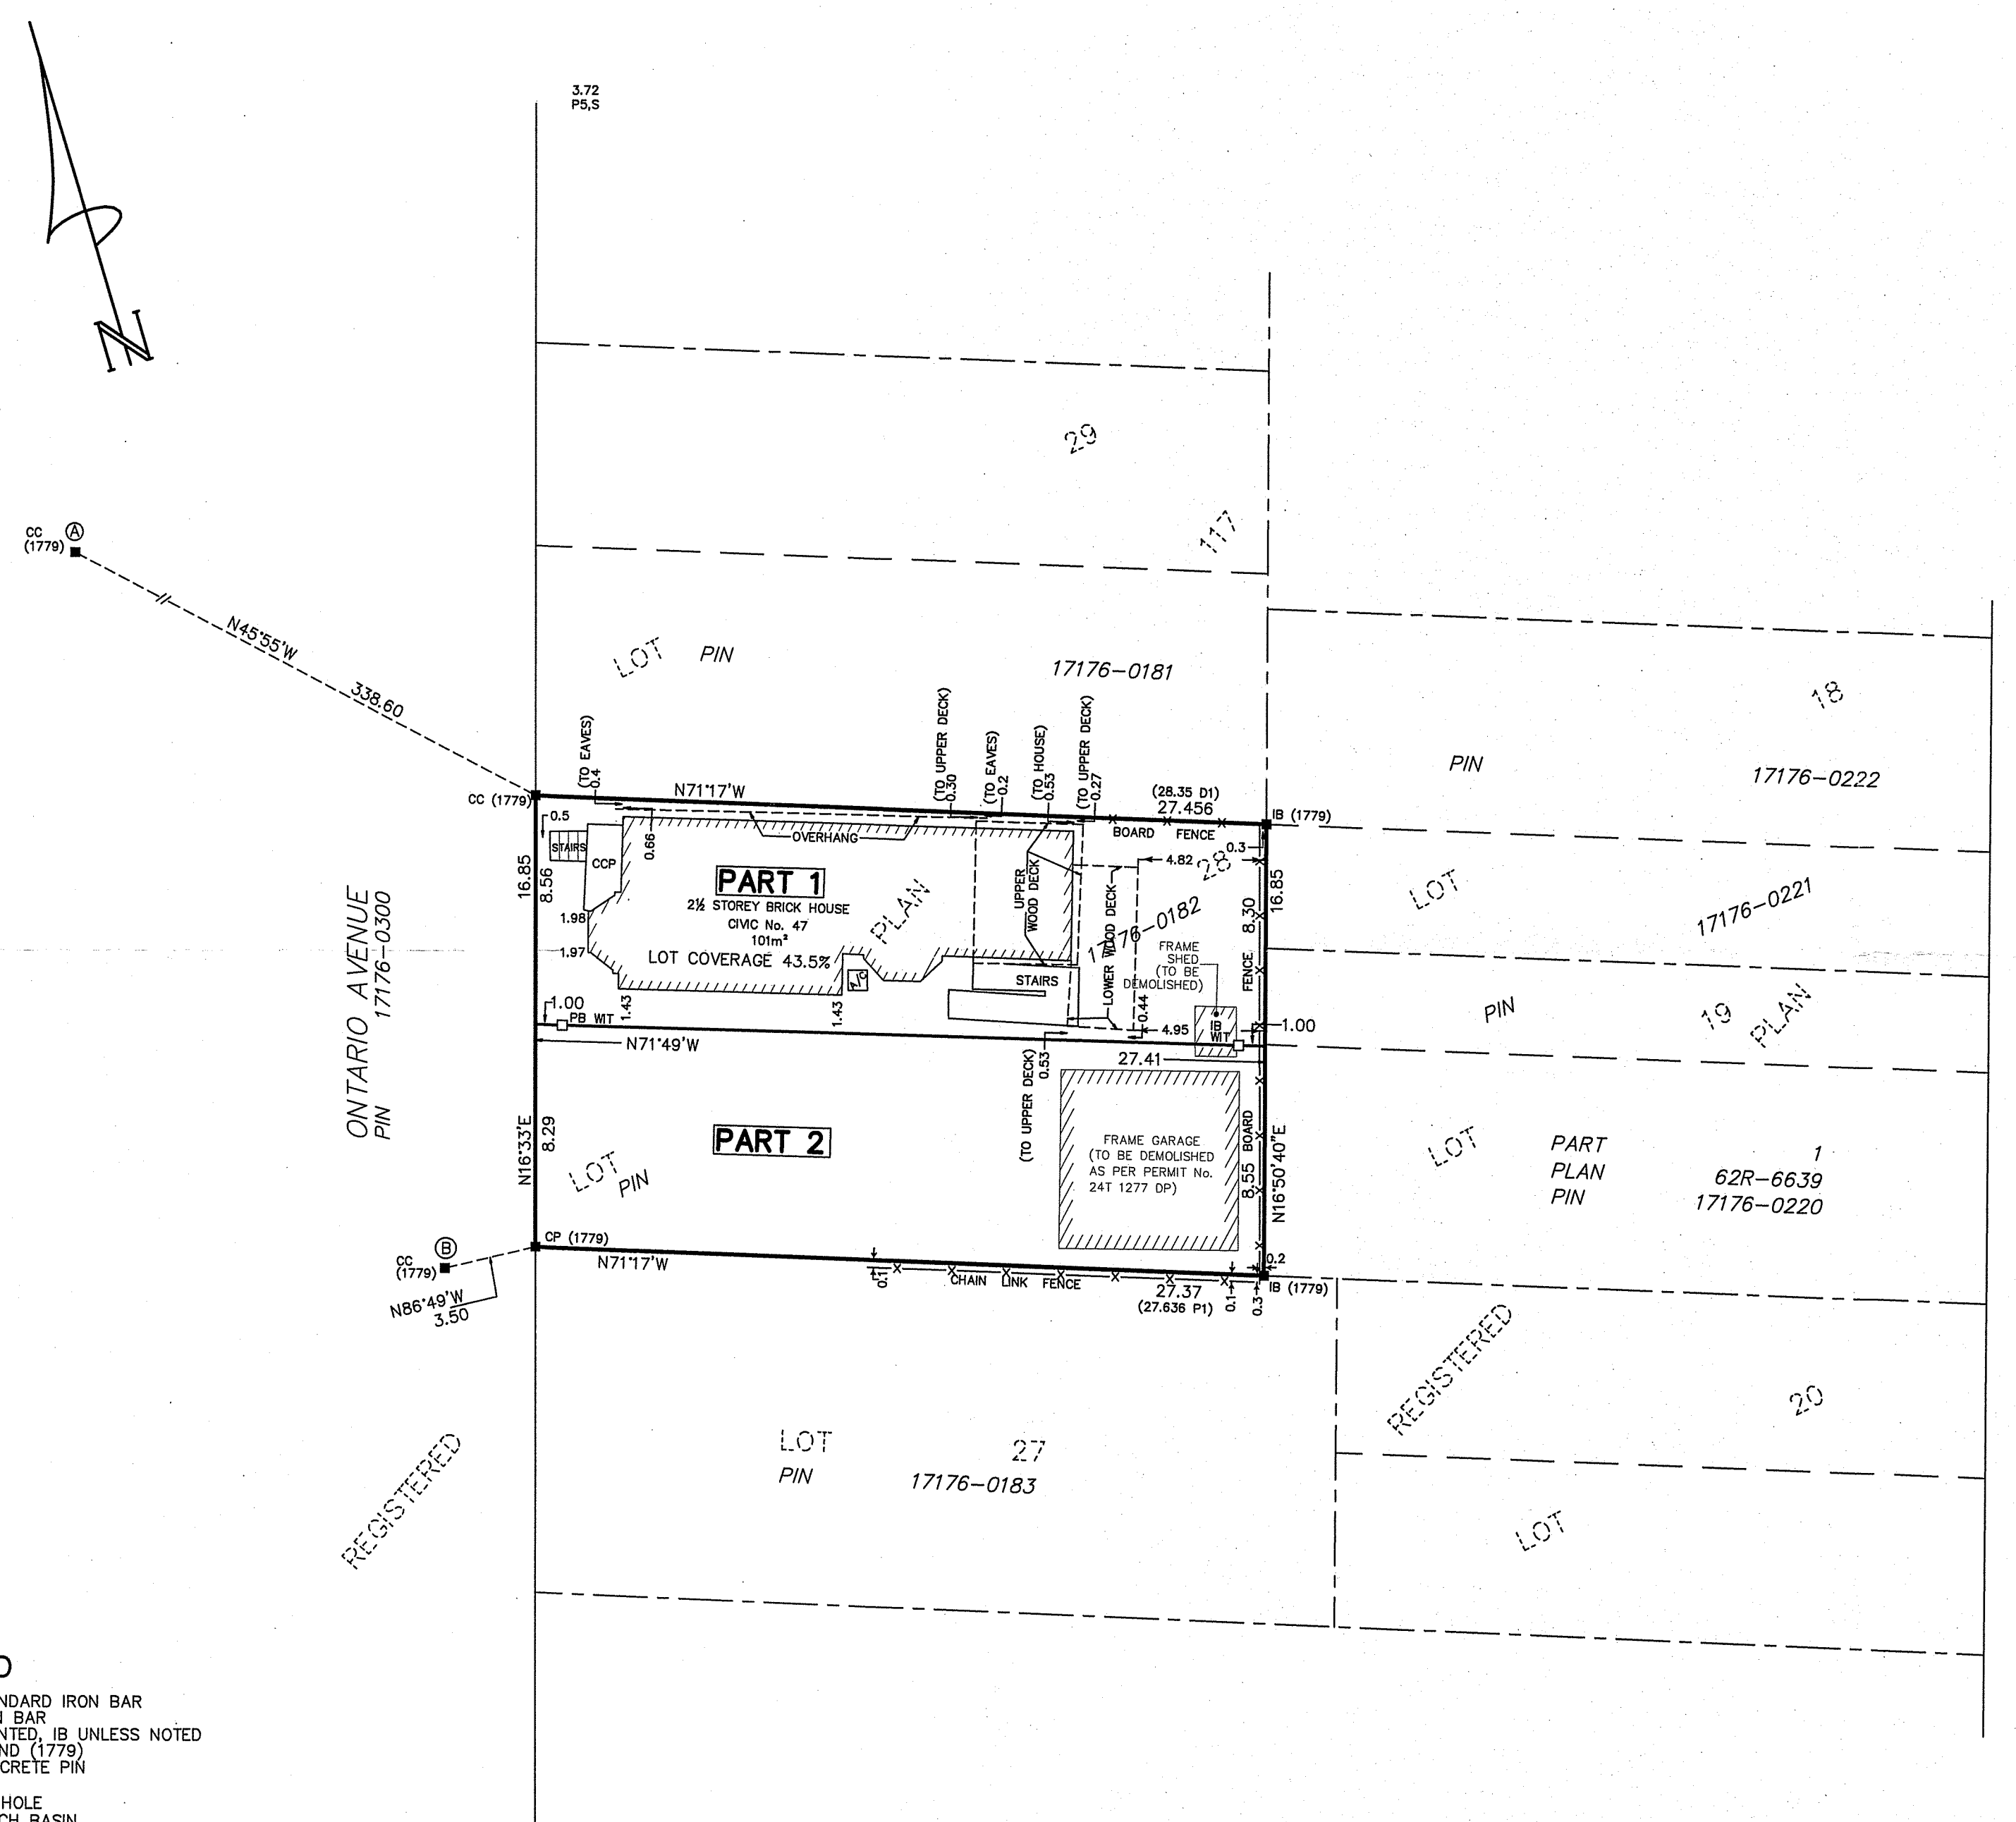 3.72
P5,S
N
29
117
CC Ⓐ
(1779)
N45°55'W
338.60
LOT PIN 17176-0181
18
PIN 17176-0222
(TO EAVES)
0.4
(TO UPPER DECK)
0.30
(TO EAVES)
0.2
(TO HOUSE)
0.53
(TO UPPER DECK)
0.27
CC (1779)
N71°17'W
(28.35 D1)
27.456
IB (1779)
BOARD FENCE
0.3
0.5
STAIRS
CCP
0.66
OVERHANG
16.85
8.56
PART 1
2½ STOREY BRICK HOUSE
CIVIC No. 47
101m²
LOT COVERAGE 43.5%
PLAN
UPPER
WOOD DECK
LOWER WOOD DECK
4.82
28
17176-0182
8.30
16.85
FENCE
FRAME
SHED
(TO BE
DEMOLISHED)
1.98
1.97
A/C
STAIRS
1.43
1.43
0.44
1.00
PB WIT
4.95
IB
WIT
1.00
N71°49'W
27.41
(TO UPPER DECK)
0.53
ONTARIO AVENUE
PIN 17176-0300
LOT
17176-0221
PIN
19
PLAN
N16°33'E
8.29
PART 2
LOT
PIN
FRAME GARAGE
(TO BE DEMOLISHED
AS PER PERMIT No.
24T 1277 DP)
8.55
BOARD
N16°50'40"E
LOT
PART 1
PLAN 62R-6639
PIN 17176-0220
CP (1779)
N71°17'W
Ⓑ
CC
(1779)
N86°49'W
3.50
0.1
CHAIN LINK FENCE
27.37
(27.636 P1)
0.1
0.3
0.2
IB (1779)
REGISTERED
20
LOT 27
PIN 17176-0183
REGISTERED
LOT
D
NDARD IRON BAR
N BAR
NTED, IB UNLESS NOTED
ND (1779)
CRETE PIN
HOLE
CH BASIN